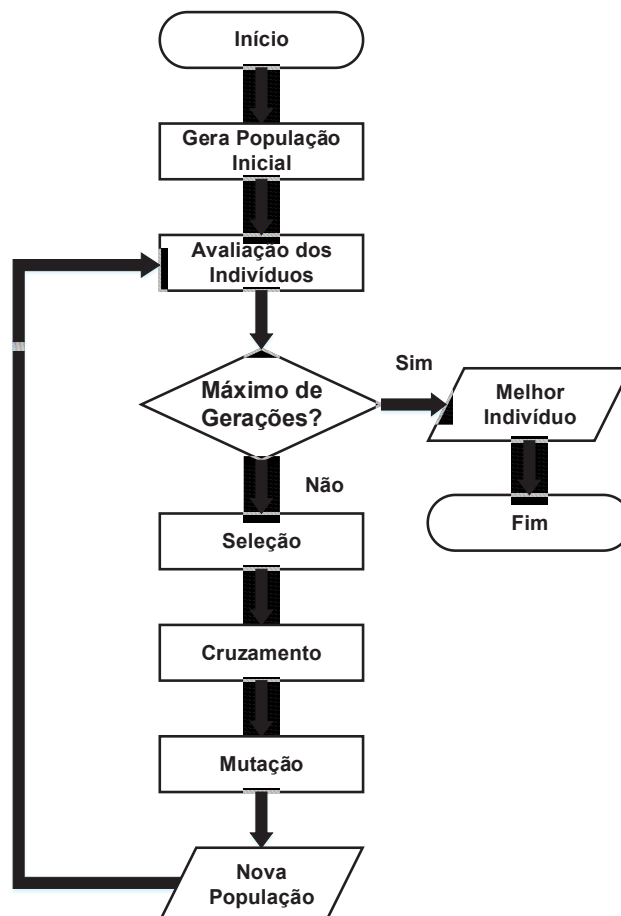 Início
Gera População
Inicial
Avaliação dos
Indivíduos
Máximo de
Gerações?
Sim
Melhor
Indivíduo
Não
Fim
Seleção
Cruzamento
Mutação
Nova
População